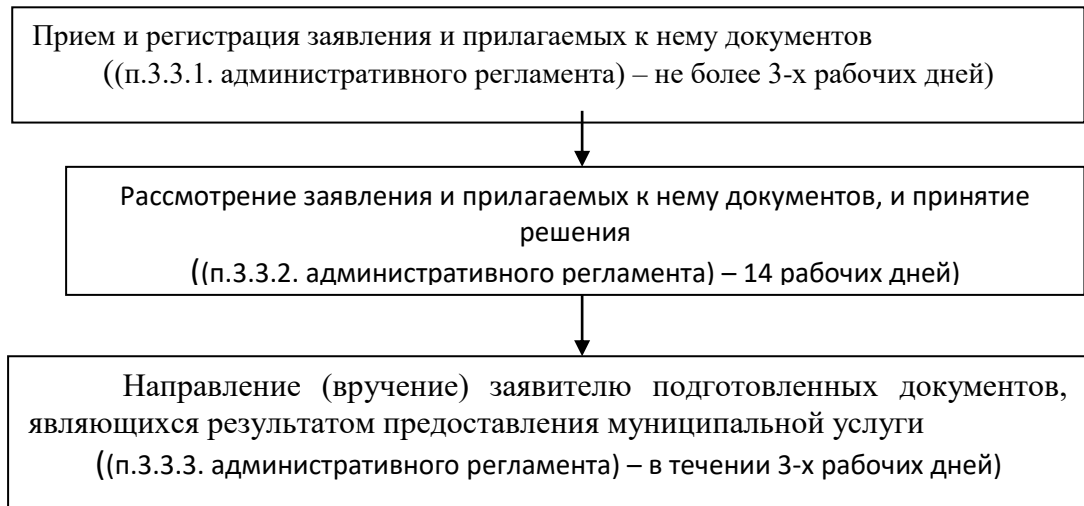 Прием и регистрация заявления и прилагаемых к нему документов
((п.3.3.1. административного регламента) – не более 3-х рабочих дней)
Рассмотрение заявления и прилагаемых к нему документов, и принятие
решения
((п.3.3.2. административного регламента) – 14 рабочих дней)
Направление (вручение) заявителю подготовленных документов,
являющихся результатом предоставления муниципальной услуги
((п.3.3.3. административного регламента) – в течении 3-х рабочих дней)